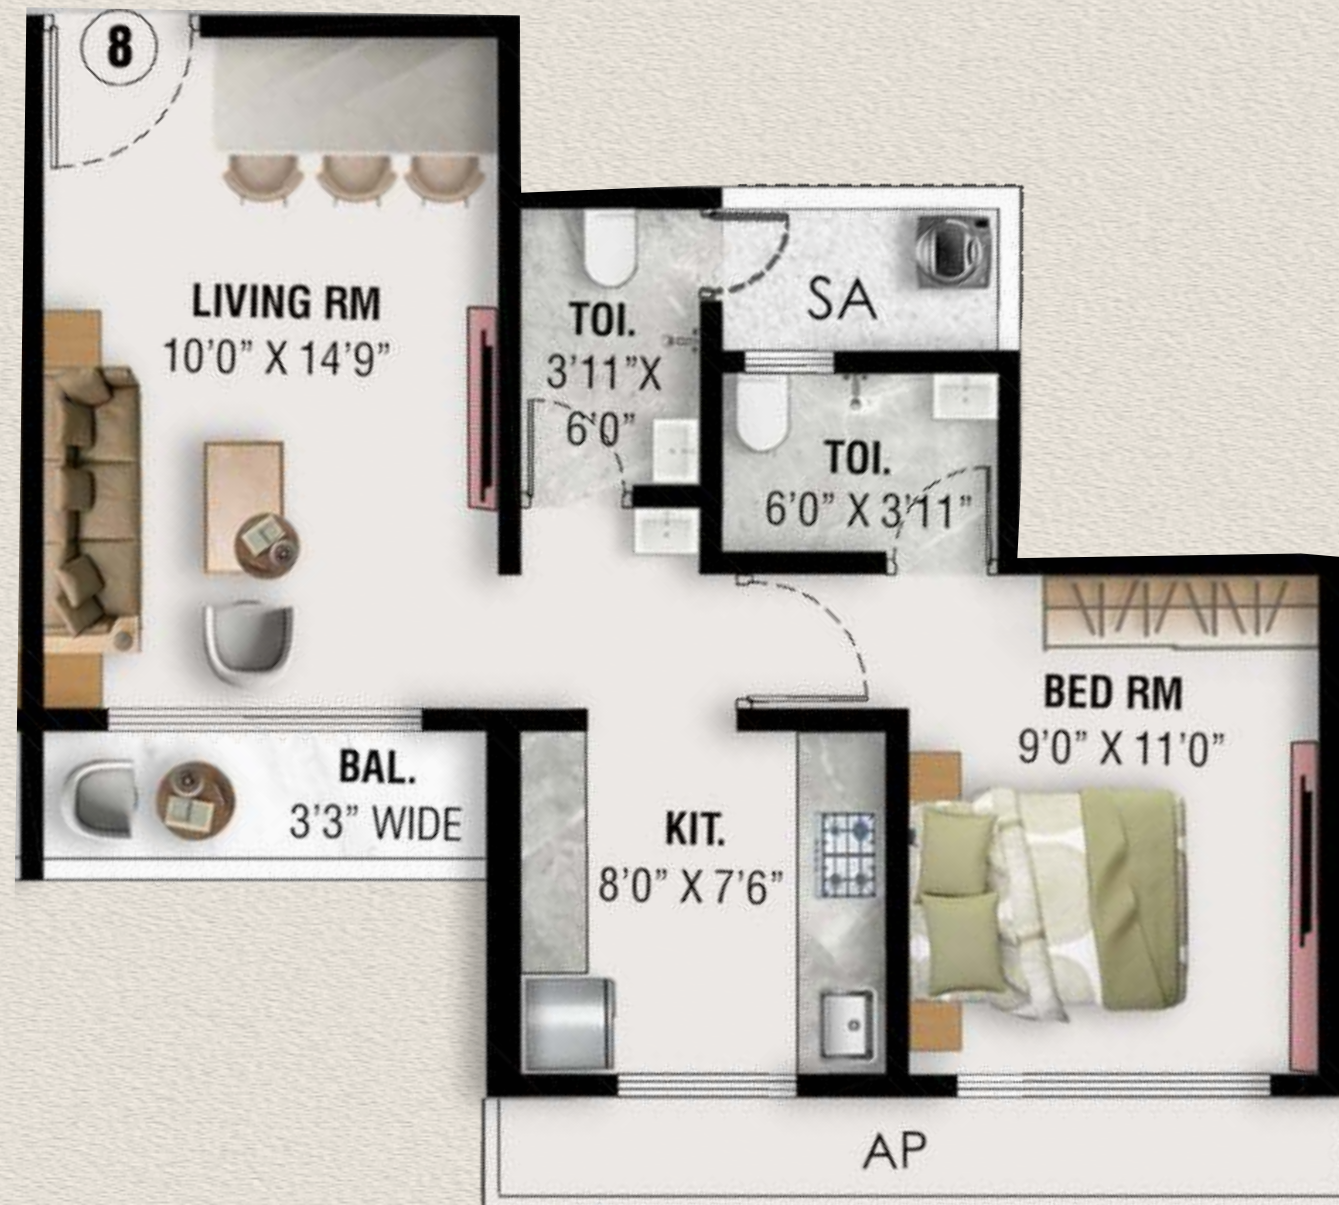 8
LIVING RM
10'0" X 14'9"
TOI.
3'11"X
6'0"
SA
TOI.
6'0" X 3'11"
BED RM
9'0" X 11'0"
BAL.
3'3" WIDE
KIT.
8'0" X 7'6"
AP